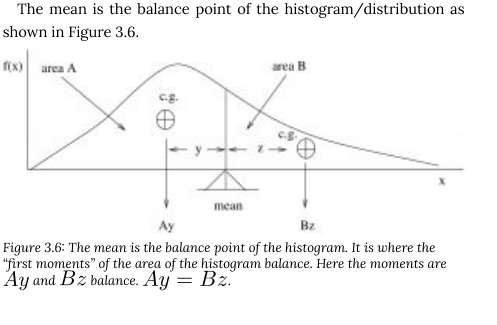 The mean is the balance point of the histogram/distribution as
shown in Figure 3.6.
f(x) area A area B
c.g.
c.g.
y z
x
mean
Ay Bz
Figure 3.6: The mean is the balance point of the histogram. It is where the
“first moments” of the area of the histogram balance. Here the moments are
Ay and Bz balance. Ay = Bz.